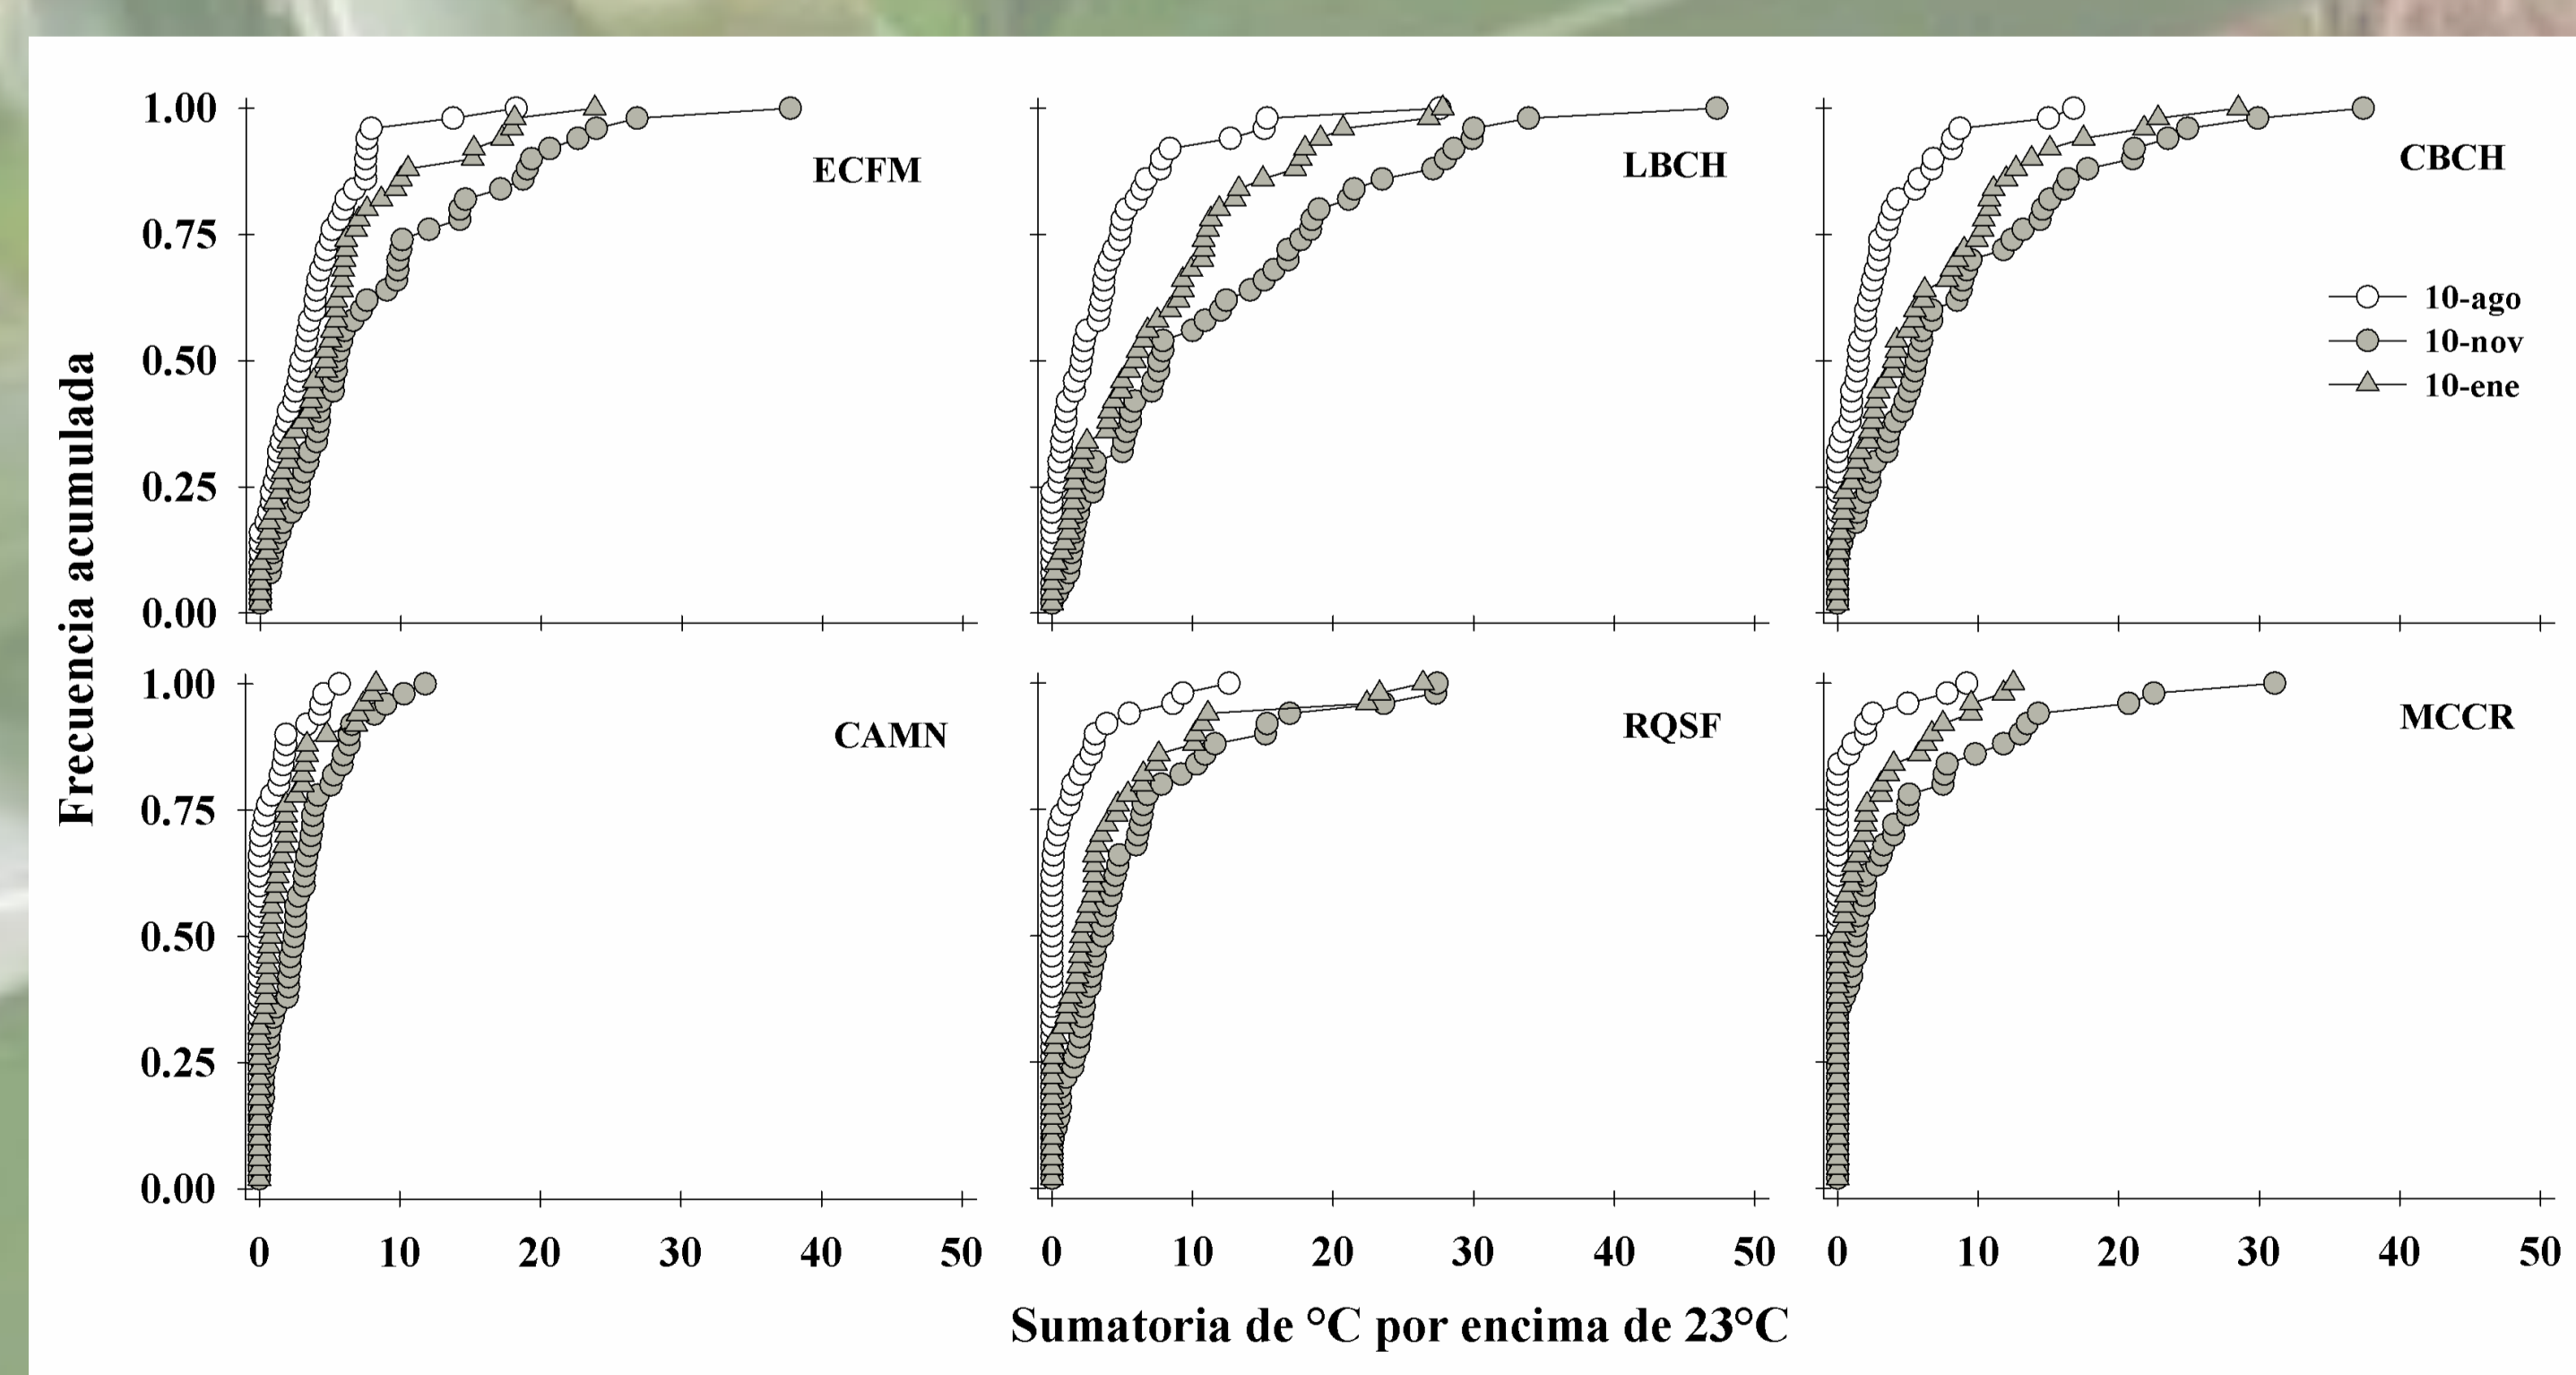 Frecuencia acumulada
1.00
0.75
0.50
0.25
0.00
ECFM
LBCH
CBCH
10-ago
10-nov
10-ene
1.00
0.75
0.50
0.25
0.00
CAMN
RQSF
MCCR
0 10 20 30 40 50
0 10 20 30 40 50
0 10 20 30 40 50
Sumatoria de °C por encima de 23°C